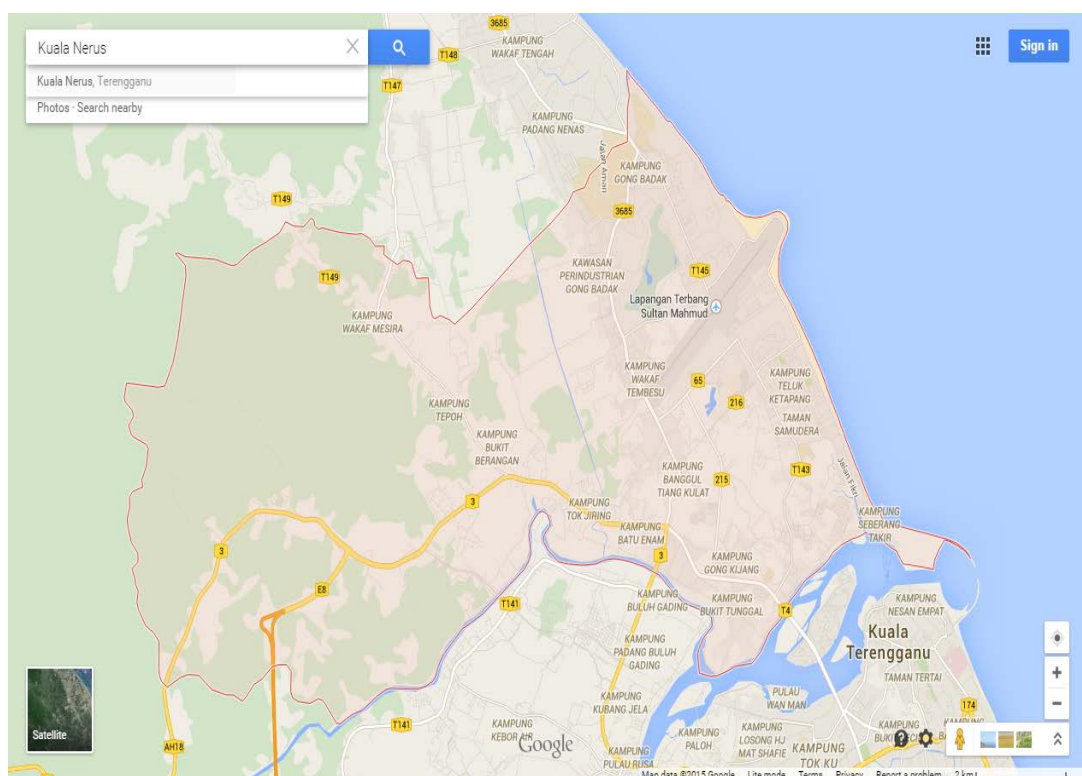 Kuala Nerus
Sign in
Kuala Nerus, Terengganu
Photos · Search nearby
3685
KAMPUNG
WAKAF TENGAH
T148
T147
KAMPUNG
PADANG NENAS
Jalan Aman
KAMPUNG
GONG BADAK
T149
3685
KAWASAN
PERINDUSTRIAN
GONG BADAK
T145
T149
Lapangan Terbang
Sultan Mahmud
KAMPUNG
WAKAF MESIRA
KAMPUNG
WAKAF
TEMBESU
65
216
KAMPUNG
TELUK
KETAPANG
TAMAN
SAMUDERA
KAMPUNG
TEPOH
KAMPUNG
BUKIT
BERANGAN
KAMPUNG
BANGGUL
TIANG KULAT
215
T143
3
KAMPUNG
TOK JIRING
KAMPUNG
SEBERANG
TAKIR
KAMPUNG
BATU ENAM
3
3
KAMPUNG
GONG KIJANG
E8
T141
KAMPUNG
BULUH GADING
KAMPUNG
BUKIT TUNGGAL
T4
KAMPUNG
NESAN EMPAT
Kuala
Terengganu
KAMPUNG
PADANG BULUH
GADING
TAMAN TERTAI
KAMPUNG
KUBANG JELA
PULAU
WAN MAN
174
Satellite
AH18
T141
KAMPUNG
KEBOR AIR
Google
KAMPUNG
PALOH
KAMPUNG
LOSONG HJ
MAT SHAFIE
KAMPUNG
TOK KU
KAMPUNG
KAMPUNG
PULAU RUSA
Map data ©2015 Google Lite mode Terms Privacy Report a problem 2 km